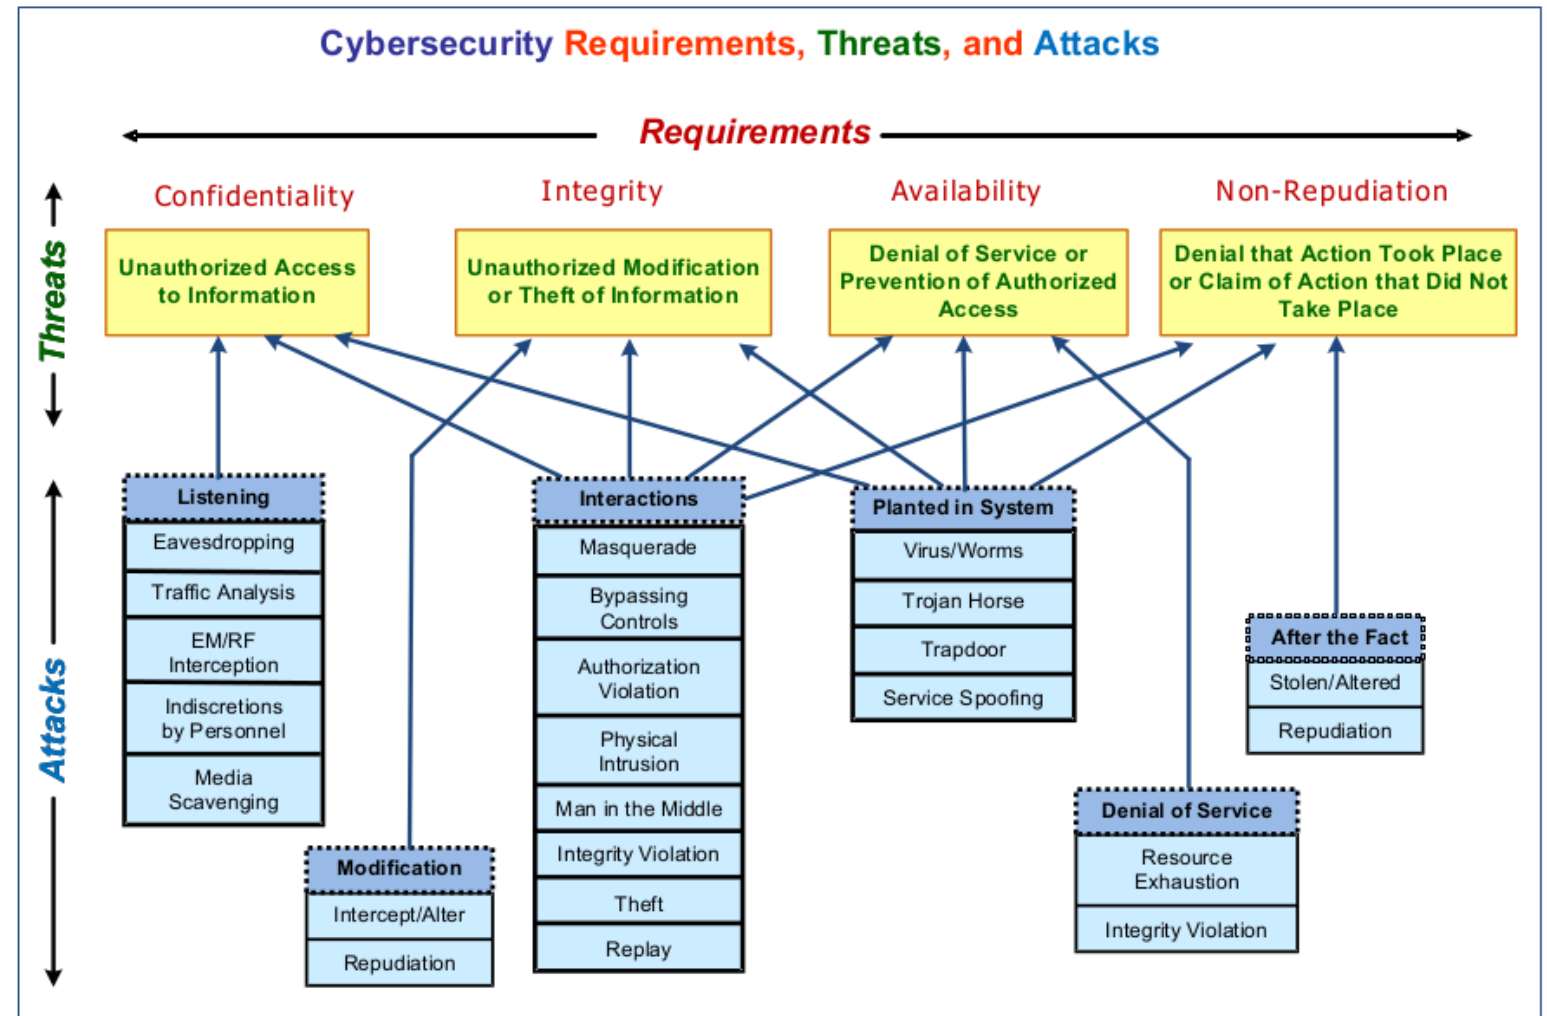 Cybersecurity Requirements, Threats, and Attacks
Requirements
Confidentiality
Integrity
Availability
Non-Repudiation
Threats
Unauthorized Access
to Information
Unauthorized Modification
or Theft of Information
Denial of Service or
Prevention of Authorized
Access
Denial that Action Took Place
or Claim of Action that Did Not
Take Place
Attacks
Listening
Eavesdropping
Traffic Analysis
EM/RF
Interception
Indiscretions
by Personnel
Media
Scavenging
Modification
Intercept/Alter
Repudiation
Interactions
Masquerade
Bypassing
Controls
Authorization
Violation
Physical
Intrusion
Man in the Middle
Integrity Violation
Theft
Replay
Planted in System
Virus/Worms
Trojan Horse
Trapdoor
Service Spoofing
Denial of Service
Resource
Exhaustion
Integrity Violation
After the Fact
Stolen/Altered
Repudiation